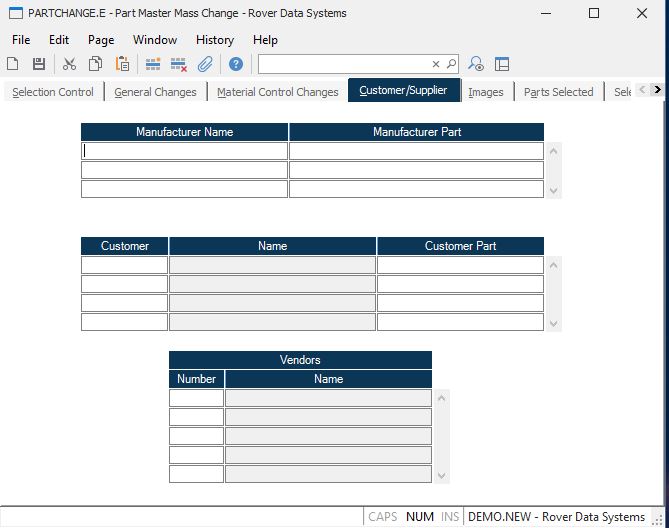 PARTCHANGE.E - Part Master Mass Change - Rover Data Systems
File Edit Page Window History Help
Selection Control General Changes Material Control Changes Customer/Supplier Images Parts Selected Sele
Manufacturer Name Manufacturer Part
Customer Name Customer Part
Vendors
Number Name
CAPS NUM INS DEMO.NEW - Rover Data Systems